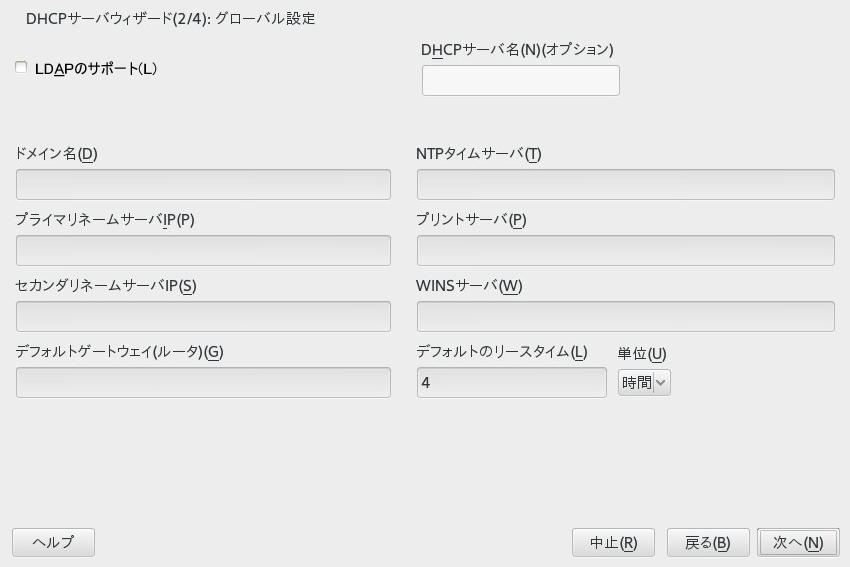 DHCPサーバウィザード(2/4): グローバル設定
LDAPのサポート(L)
DHCPサーバ名(N)(オプション)
ドメイン名(D)
NTPタイムサーバ(T)
プライマリネームサーバIP(P)
プリントサーバ(P)
セカンダリネームサーバIP(S)
WINSサーバ(W)
デフォルトゲートウェイ(ルータ)(G)
デフォルトのリースタイム(L)
単位(U)
4
時間
ヘルプ
中止(R)
戻る(B)
次へ(N)